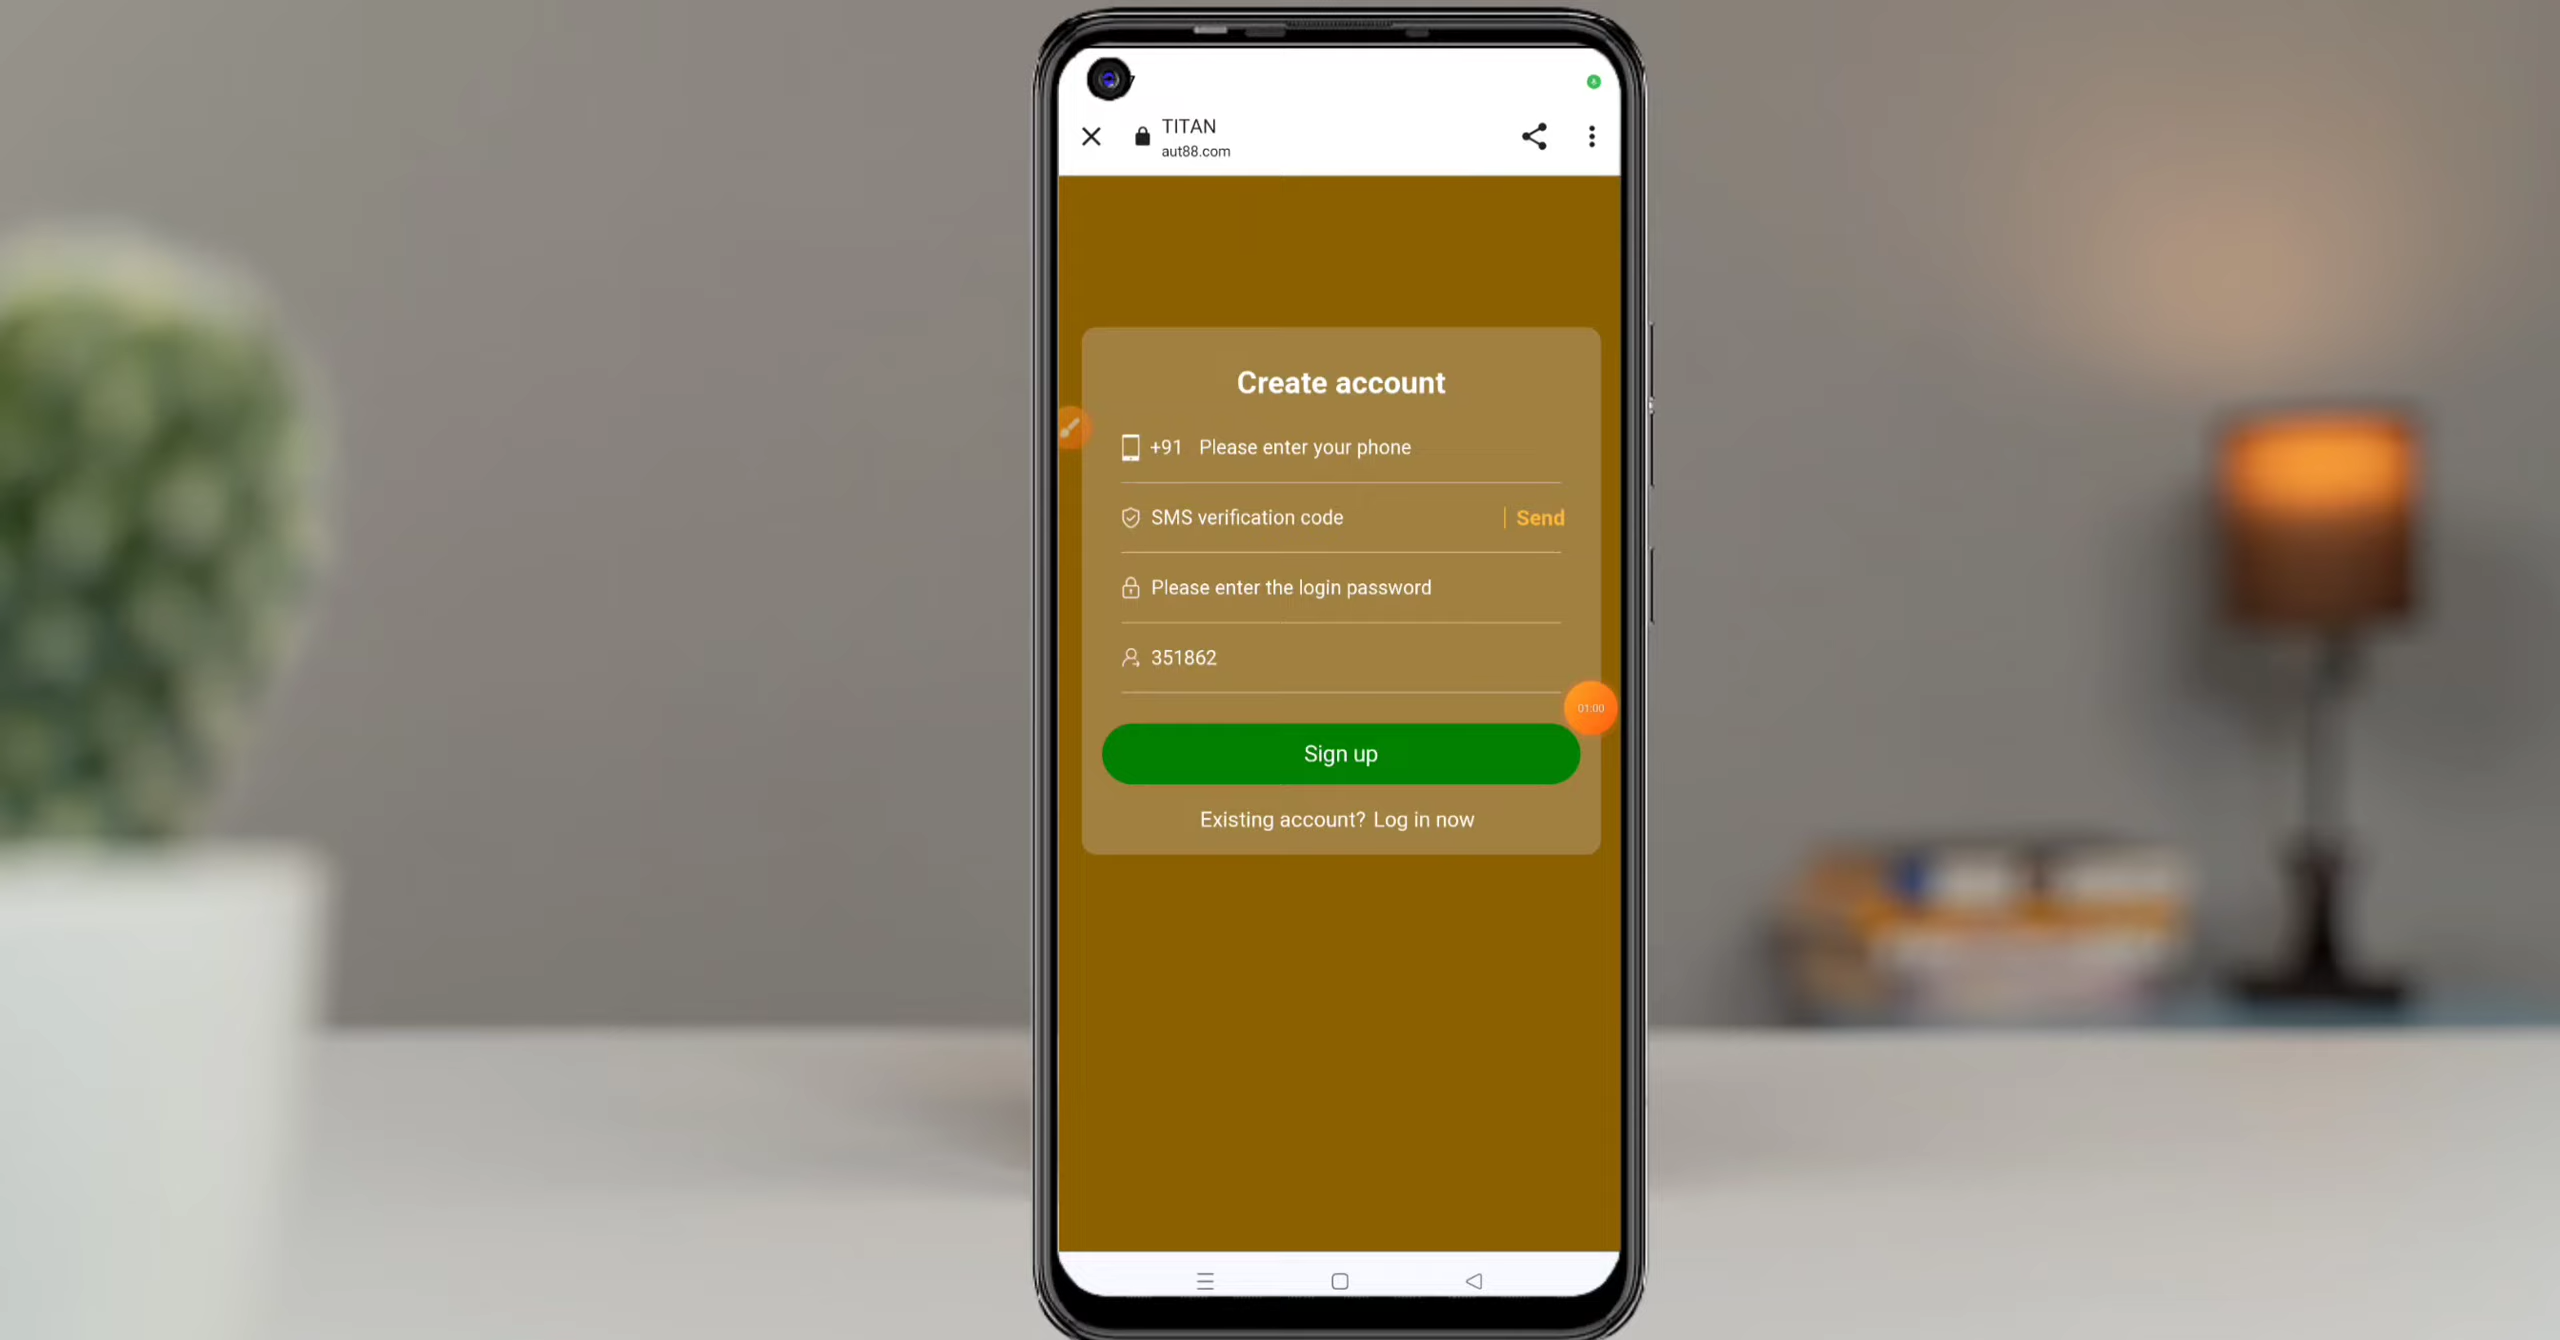 TITAN
aut88.com
Create account
+91 Please enter your phone
SMS verification code Send
Please enter the login password
351862
01:00
Sign up
Existing account? Log in now